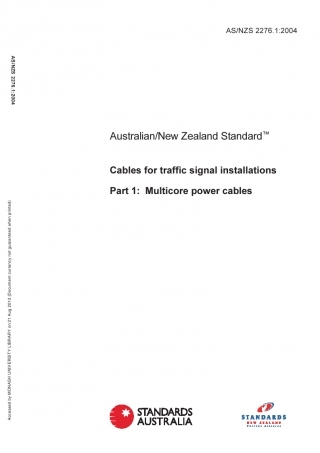 AS/NZS 2276.1:2004
AS/NZS 2276.1:2004
Australian/New Zealand Standard™
Cables for traffic signal installations
Part 1: Multicore power cables
Accessed by MONASH UNIVERSITY LIBRARY on 21 Aug 2013 (Document currency not guaranteed when printed)
STANDARDS
AUSTRALIA
STANDARDS
NEW ZEALAND